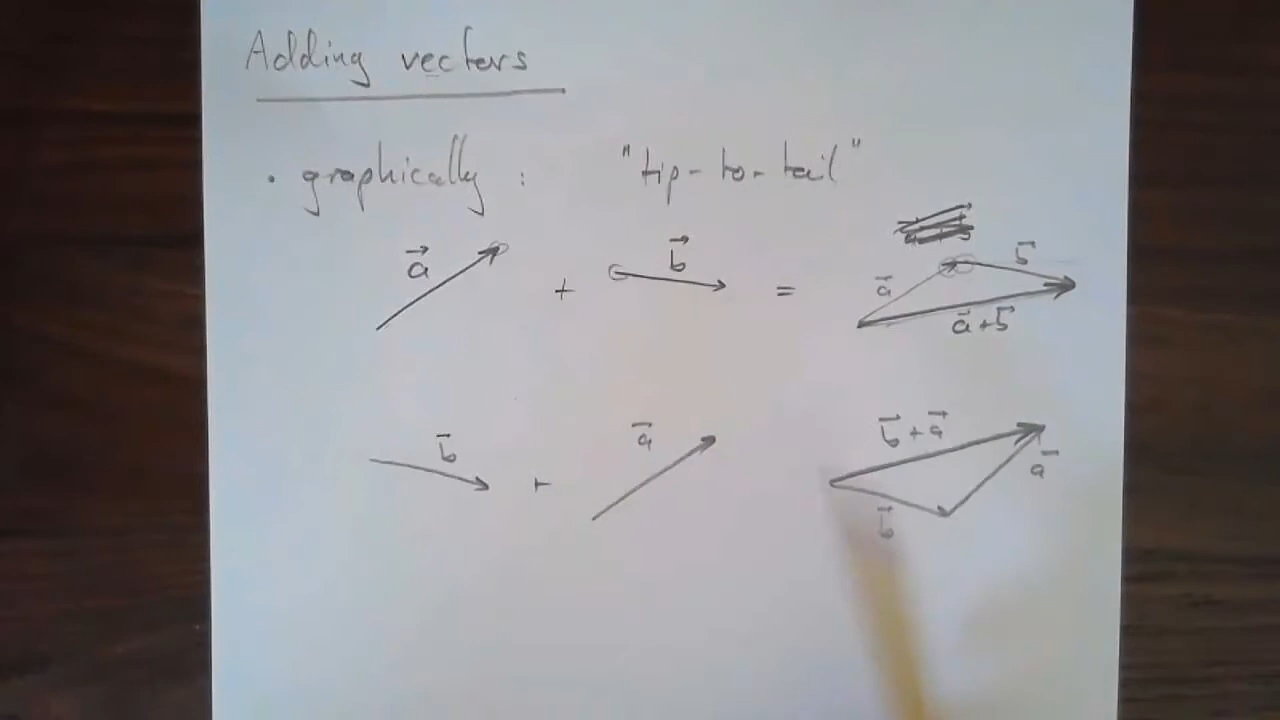 Adding vectors
• graphically : "tip-to-tail"
a⃗ + b⃗ = a⃗ b⃗ a⃗+b⃗
b⃗ + a⃗ b⃗+a⃗ a⃗ b⃗